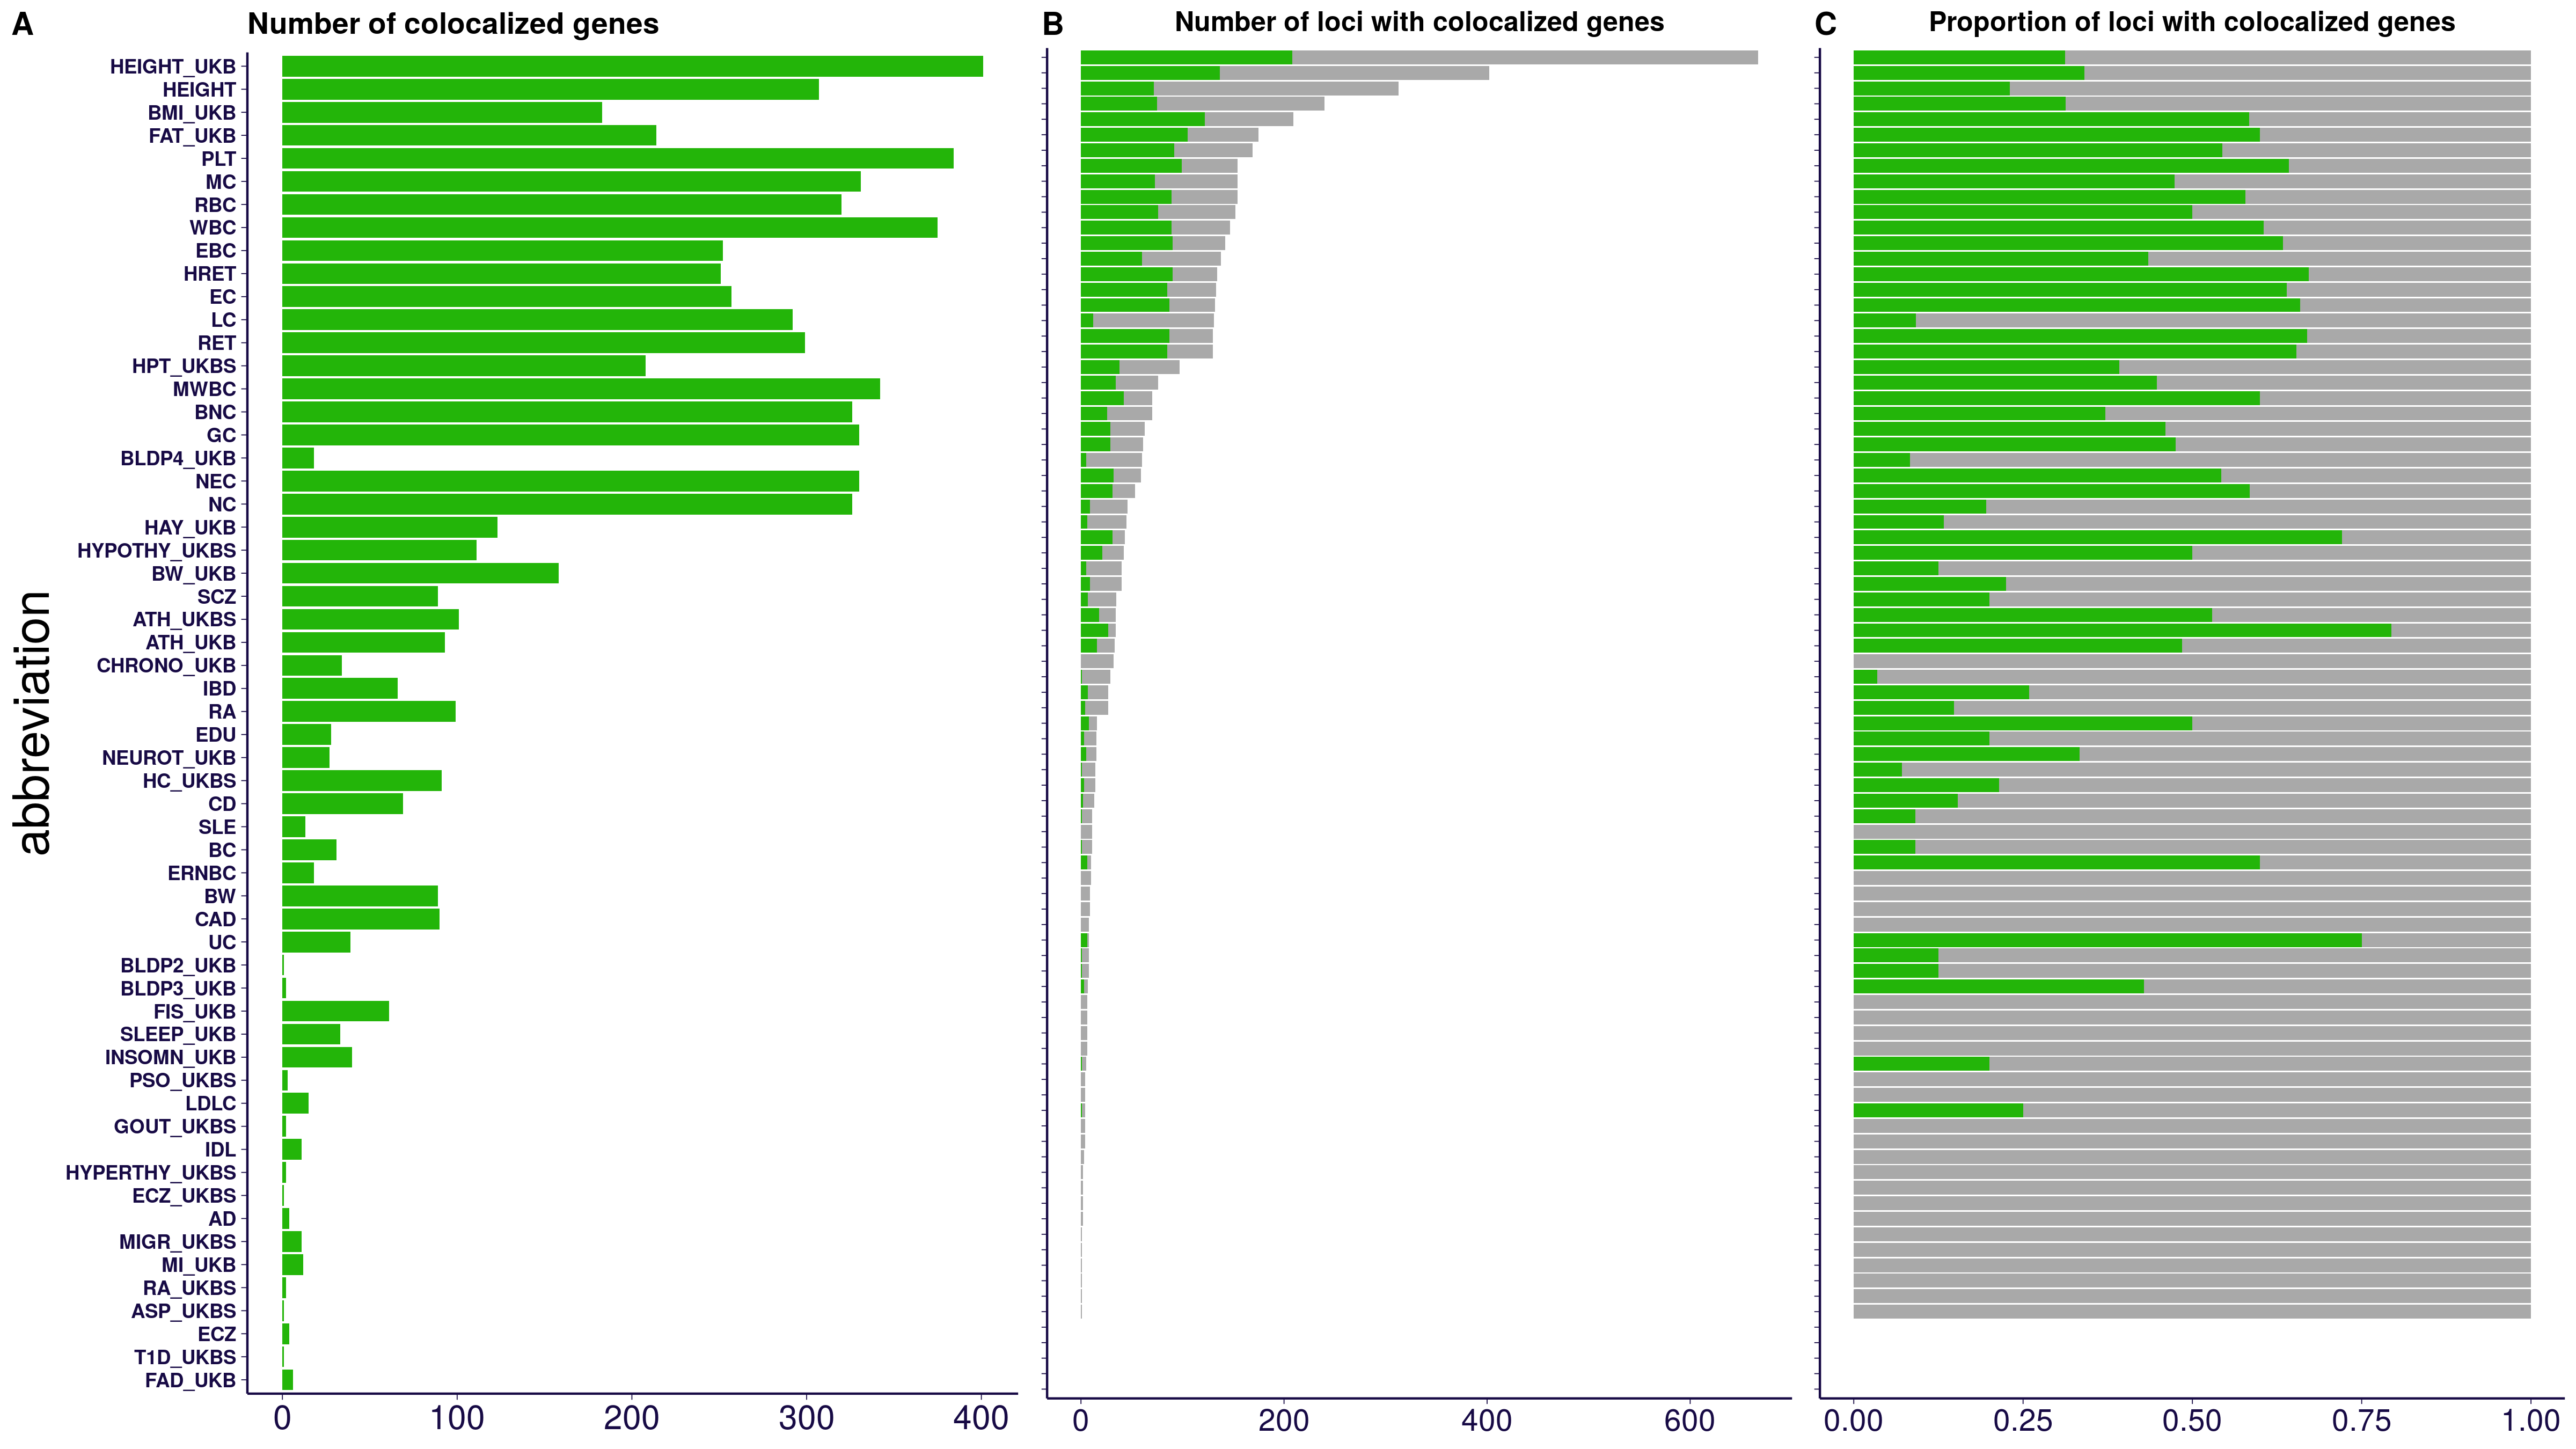 A Number of colocalized genes
B Number of loci with colocalized genes
C Proportion of loci with colocalized genes
abbreviation
HEIGHT_UKB
HEIGHT
BMI_UKB
FAT_UKB
PLT
MC
RBC
WBC
EBC
HRET
EC
LC
RET
HPT_UKBS
MWBC
BNC
GC
BLDP4_UKB
NEC
NC
HAY_UKB
HYPOTHY_UKBS
BW_UKB
SCZ
ATH_UKBS
ATH_UKB
CHRONO_UKB
IBD
RA
EDU
NEUROT_UKB
HC_UKBS
CD
SLE
BC
ERNBC
BW
CAD
UC
BLDP2_UKB
BLDP3_UKB
FIS_UKB
SLEEP_UKB
INSOMN_UKB
PSO_UKBS
LDLC
GOUT_UKBS
IDL
HYPERTHY_UKBS
ECZ_UKBS
AD
MIGR_UKBS
MI_UKB
RA_UKBS
ASP_UKBS
ECZ
T1D_UKBS
FAD_UKB
0 100 200 300 400
0 200 400 600
0.00 0.25 0.50 0.75 1.00